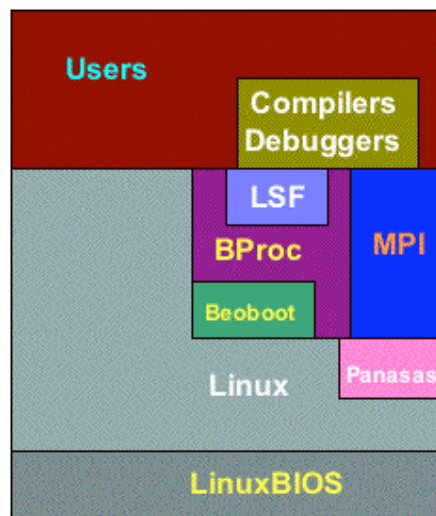 Users
Compilers
Debuggers
LSF
BProc
MPI
Beoboot
Linux
Panasas
LinuxBIOS